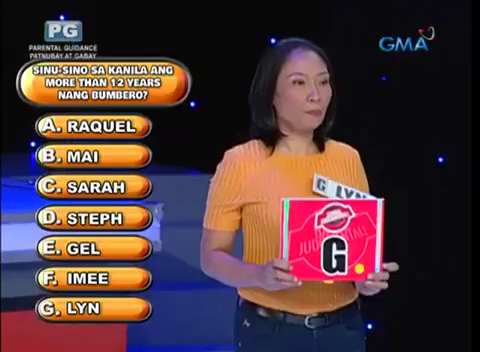 PG
PARENTAL GUIDANCE
PATNUBAY AT GABAY
GMA
SINU-SINO SA KANILA ANG
MORE THAN 12 YEARS
NANG BUMBERO?
A. RAQUEL
B. MAI
C. SARAH
D. STEPH
E. GEL
F. IMEE
G. LYN
G LYN
G